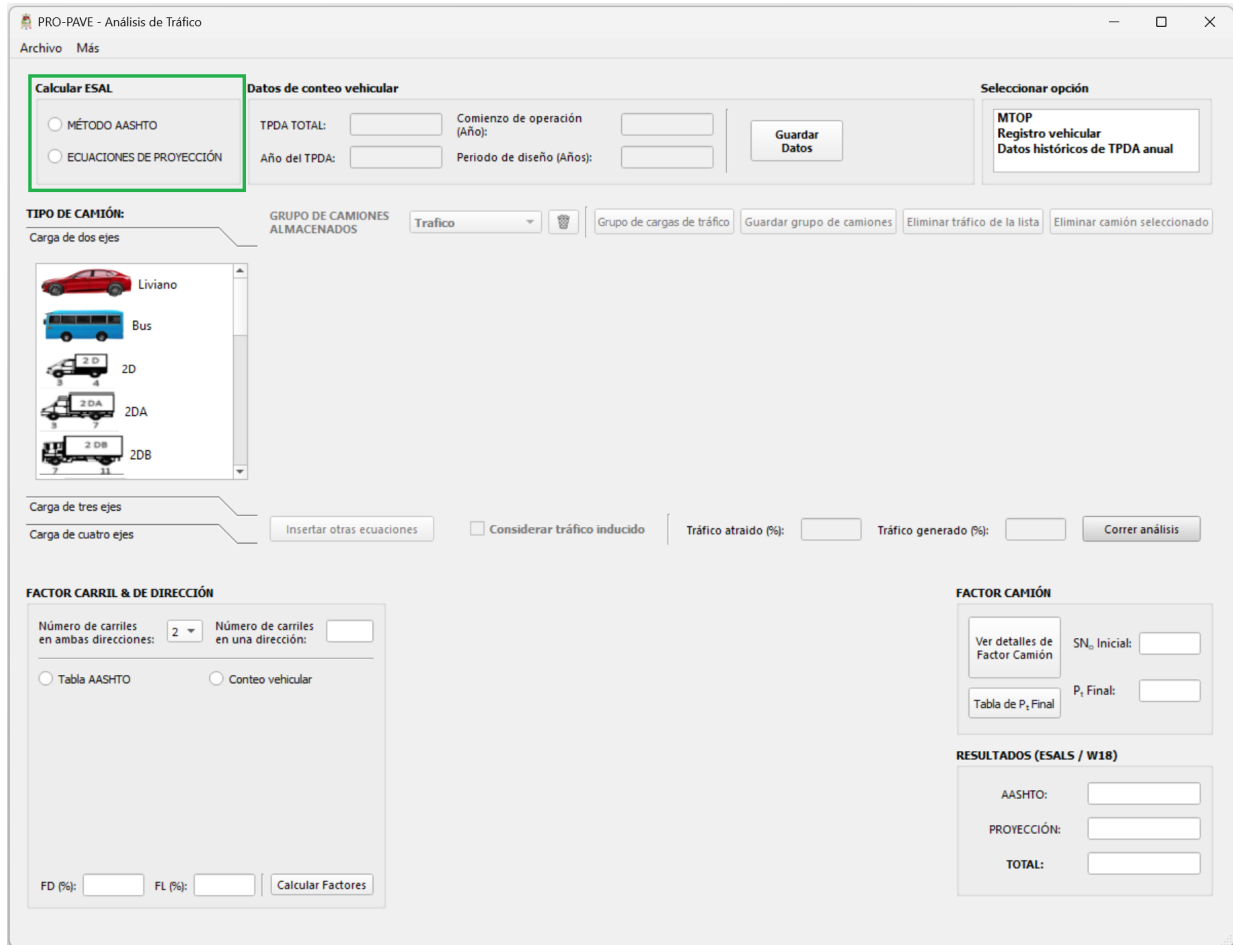 PRO-PAVE - Análisis de Tráfico
Archivo Más
Calcular ESAL
MÉTODO AASHTO
ECUACIONES DE PROYECCIÓN
Datos de conteo vehicular
TPDA TOTAL:
Año del TPDA:
Comienzo de operación
(Año):
Periodo de diseño (Años):
Guardar
Datos
Seleccionar opción
MTOP
Registro vehicular
Datos históricos de TPDA anual
TIPO DE CAMIÓN:
Carga de dos ejes
GRUPO DE CAMIONES
ALMACENADOS
Trafico
Grupo de cargas de tráfico
Guardar grupo de camiones
Eliminar tráfico de la lista
Eliminar camión seleccionado
Liviano
Bus
2 D
3 4
2D
2DA
3 7
2DA
2 DB
7 11
2DB
Carga de tres ejes
Carga de cuatro ejes
Insertar otras ecuaciones
Considerar tráfico inducido
Tráfico atraido (%):
Tráfico generado (%):
Correr análisis
FACTOR CARRIL & DE DIRECCIÓN
Número de carriles
en ambas direcciones:
2
Número de carriles
en una dirección:
Tabla AASHTO
Conteo vehicular
FD (%):
FL (%):
Calcular Factores
FACTOR CAMIÓN
Ver detalles de
Factor Camión
SNₒ Inicial:
Tabla de Pₜ Final
Pₜ Final:
RESULTADOS (ESALS / W18)
AASHTO:
PROYECCIÓN:
TOTAL: